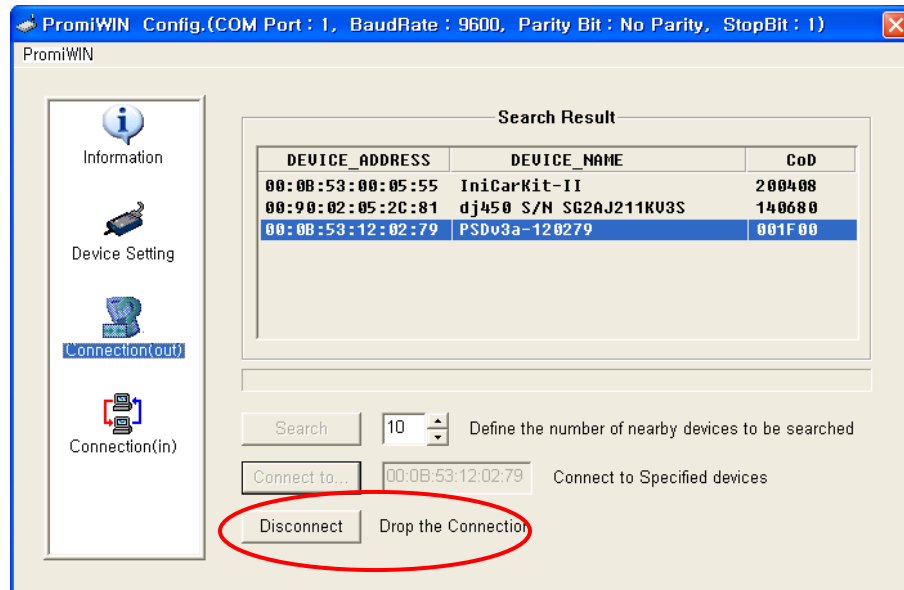 PromiWIN Config.(COM Port : 1, BaudRate : 9600, Parity Bit : No Parity, StopBit : 1)
PromiWIN
Information
Device Setting
Connection(out)
Connection(in)
Search Result
DEVICE_ADDRESS DEVICE_NAME CoD
00:0B:53:00:05:55 IniCarKit-II 200408
00:90:02:05:2C:81 dj450 S/N SG2AJ211KV3S 140680
00:0B:53:12:02:79 PSDv3a-120279 001F00
Search 10 Define the number of nearby devices to be searched
Connect to... 00:0B:53:12:02:79 Connect to Specified devices
Disconnect Drop the Connection